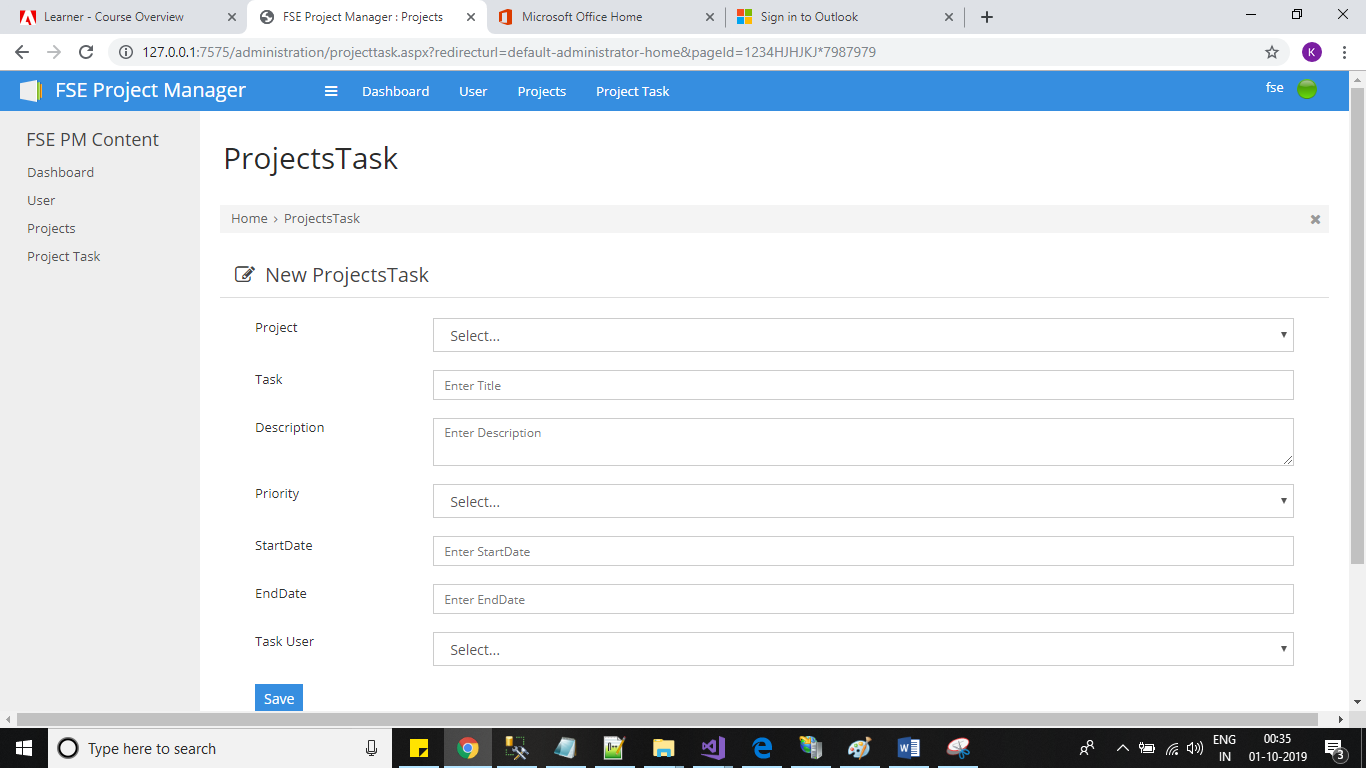 Learner - Course Overview
FSE Project Manager : Projects
Microsoft Office Home
Sign in to Outlook
127.0.0.1:7575/administration/projecttask.aspx?redirecturl=default-administrator-home&pageId=1234HJHJKJ*7987979
K
FSE Project Manager
Dashboard
User
Projects
Project Task
fse
FSE PM Content
Dashboard
User
Projects
Project Task
ProjectsTask
Home › ProjectsTask
New ProjectsTask
Project
Select...
Task
Enter Title
Description
Enter Description
Priority
Select...
StartDate
Enter StartDate
EndDate
Enter EndDate
Task User
Select...
Save
Type here to search
ENG
IN
00:35
01-10-2019
3